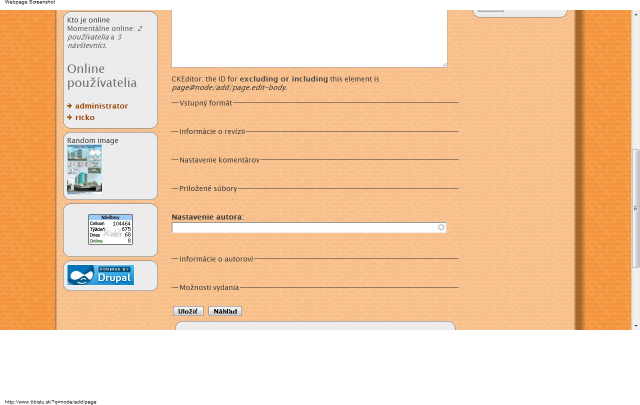 Webpage Screenshot
Kto je online
Momentálne online: 2
používatelia a 3
návštevníci.
Online
používatelia
administrator
ricko
Random image
Návštevy
Celkom 104464
Týždeň 675
Dnes 68
Online 8
POWERED BY
Drupal
CKEditor: the ID for excluding or including this element is
page@node/add/page.edit-body.
Vstupný formát
Informácie o revízii
Nastavenie komentárov
Priložené súbory
Nastavenie autora:
Informácie o autorovi
Možnosti vydania
Uložiť Náhľad
http://www.tibistu.sk/?q=node/add/page